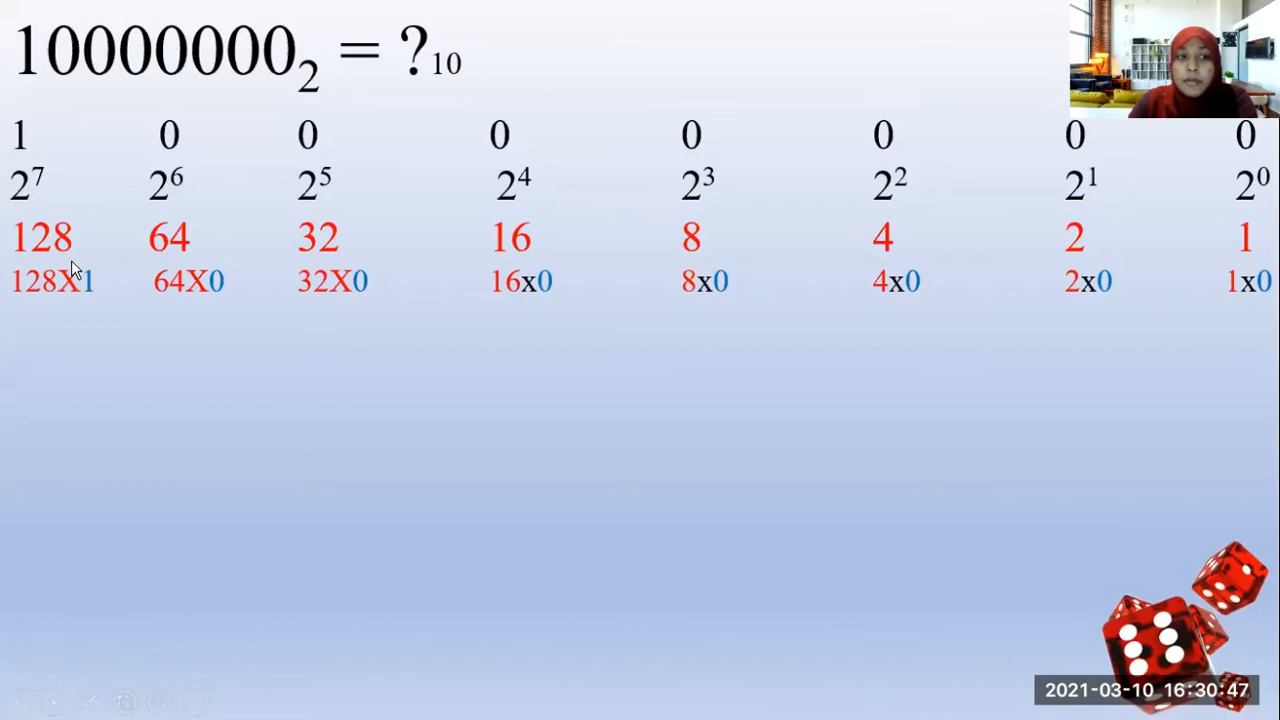 10000000₂ = ?₁₀
1 0 0 0 0 0 0 0
2⁷ 2⁶ 2⁵ 2⁴ 2³ 2² 2¹ 2⁰
128 64 32 16 8 4 2 1
128X1 64X0 32X0 16x0 8x0 4x0 2x0 1x0
2021-03-10 16:30:47